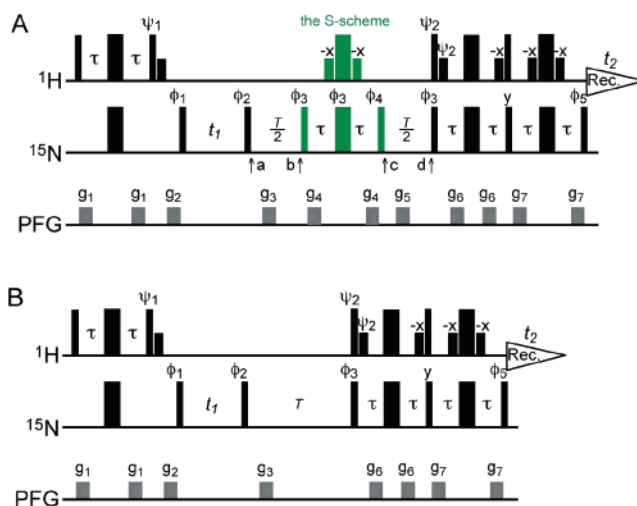 A
ψ1 the S-scheme ψ2
-x -x ψ2 -x -x -x t2
τ τ
1H Rec.
ϕ1 ϕ2 ϕ3 ϕ3 ϕ4 ϕ3 y ϕ5
t1 T/2 τ τ T/2 τ τ τ τ
15N a b c d
g1 g1 g2 g3 g4 g4 g5 g6 g6 g7 g7
PFG
B
ψ1 ψ2
ψ2 -x -x -x t2
τ τ
1H Rec.
ϕ1 ϕ2 ϕ3 y ϕ5
t1 T τ τ τ τ
15N
g1 g1 g2 g3 g6 g6 g7 g7
PFG